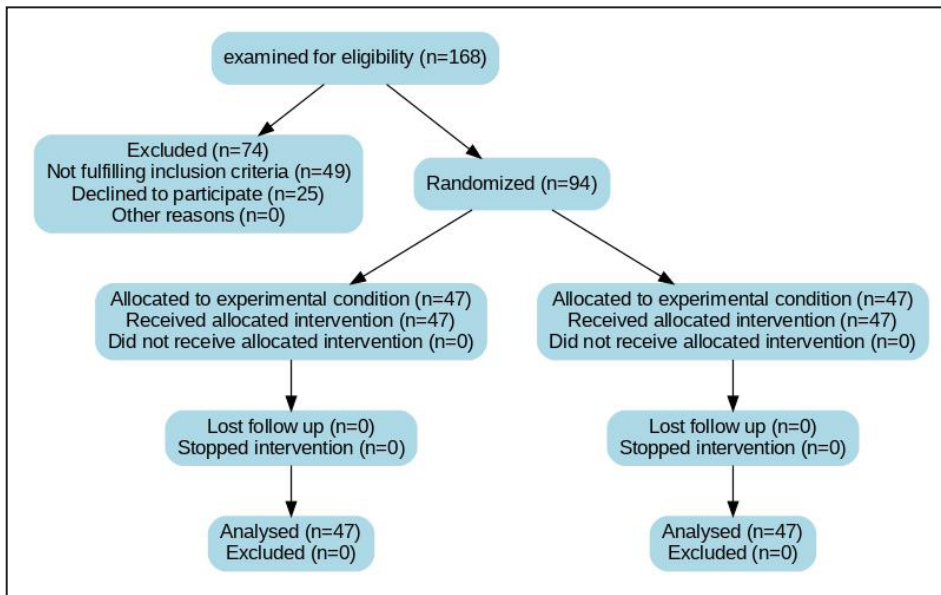 examined for eligibility (n=168)
Excluded (n=74)
Not fulfilling inclusion criteria (n=49)
Declined to participate (n=25)
Other reasons (n=0)
Randomized (n=94)
Allocated to experimental condition (n=47)
Received allocated intervention (n=47)
Did not receive allocated intervention (n=0)
Allocated to experimental condition (n=47)
Received allocated intervention (n=47)
Did not receive allocated intervention (n=0)
Lost follow up (n=0)
Stopped intervention (n=0)
Lost follow up (n=0)
Stopped intervention (n=0)
Analysed (n=47)
Excluded (n=0)
Analysed (n=47)
Excluded (n=0)